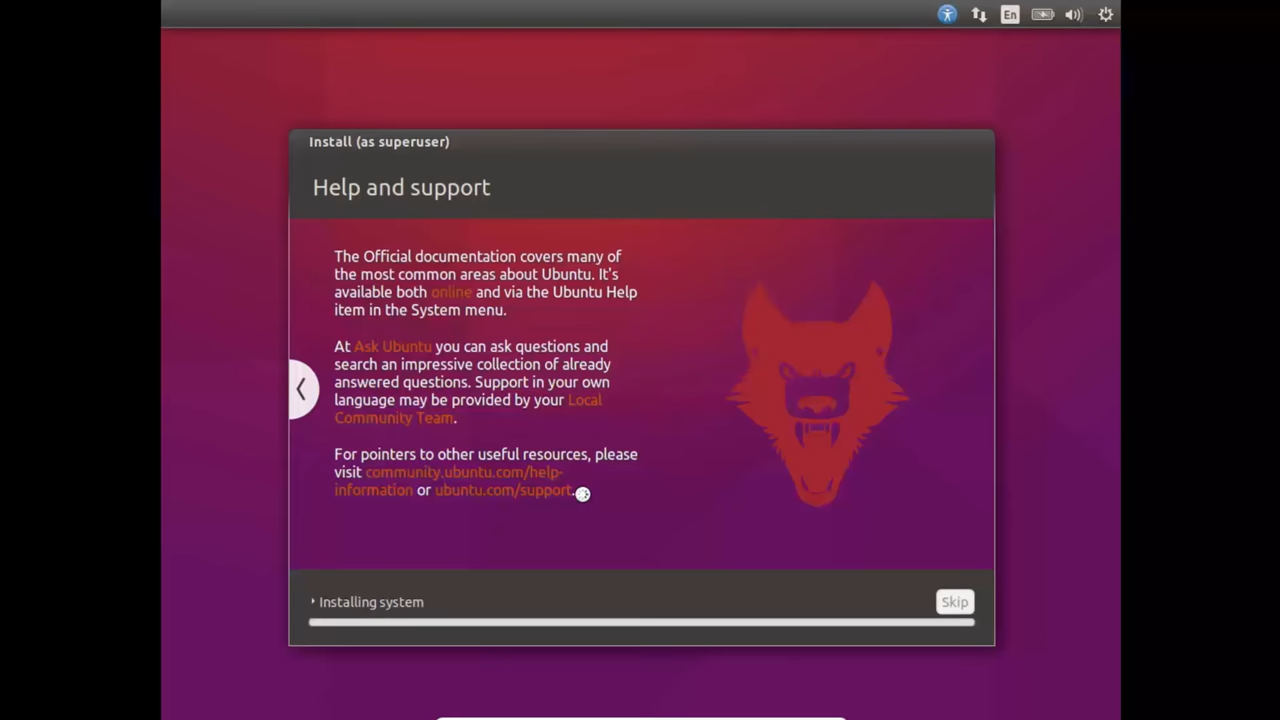 En
Install (as superuser)
Help and support
The Official documentation covers many of
the most common areas about Ubuntu. It's
available both online and via the Ubuntu Help
item in the System menu.
At Ask Ubuntu you can ask questions and
search an impressive collection of already
answered questions. Support in your own
language may be provided by your Local
Community Team.
For pointers to other useful resources, please
visit community.ubuntu.com/help-
information or ubuntu.com/support.
Installing system
Skip